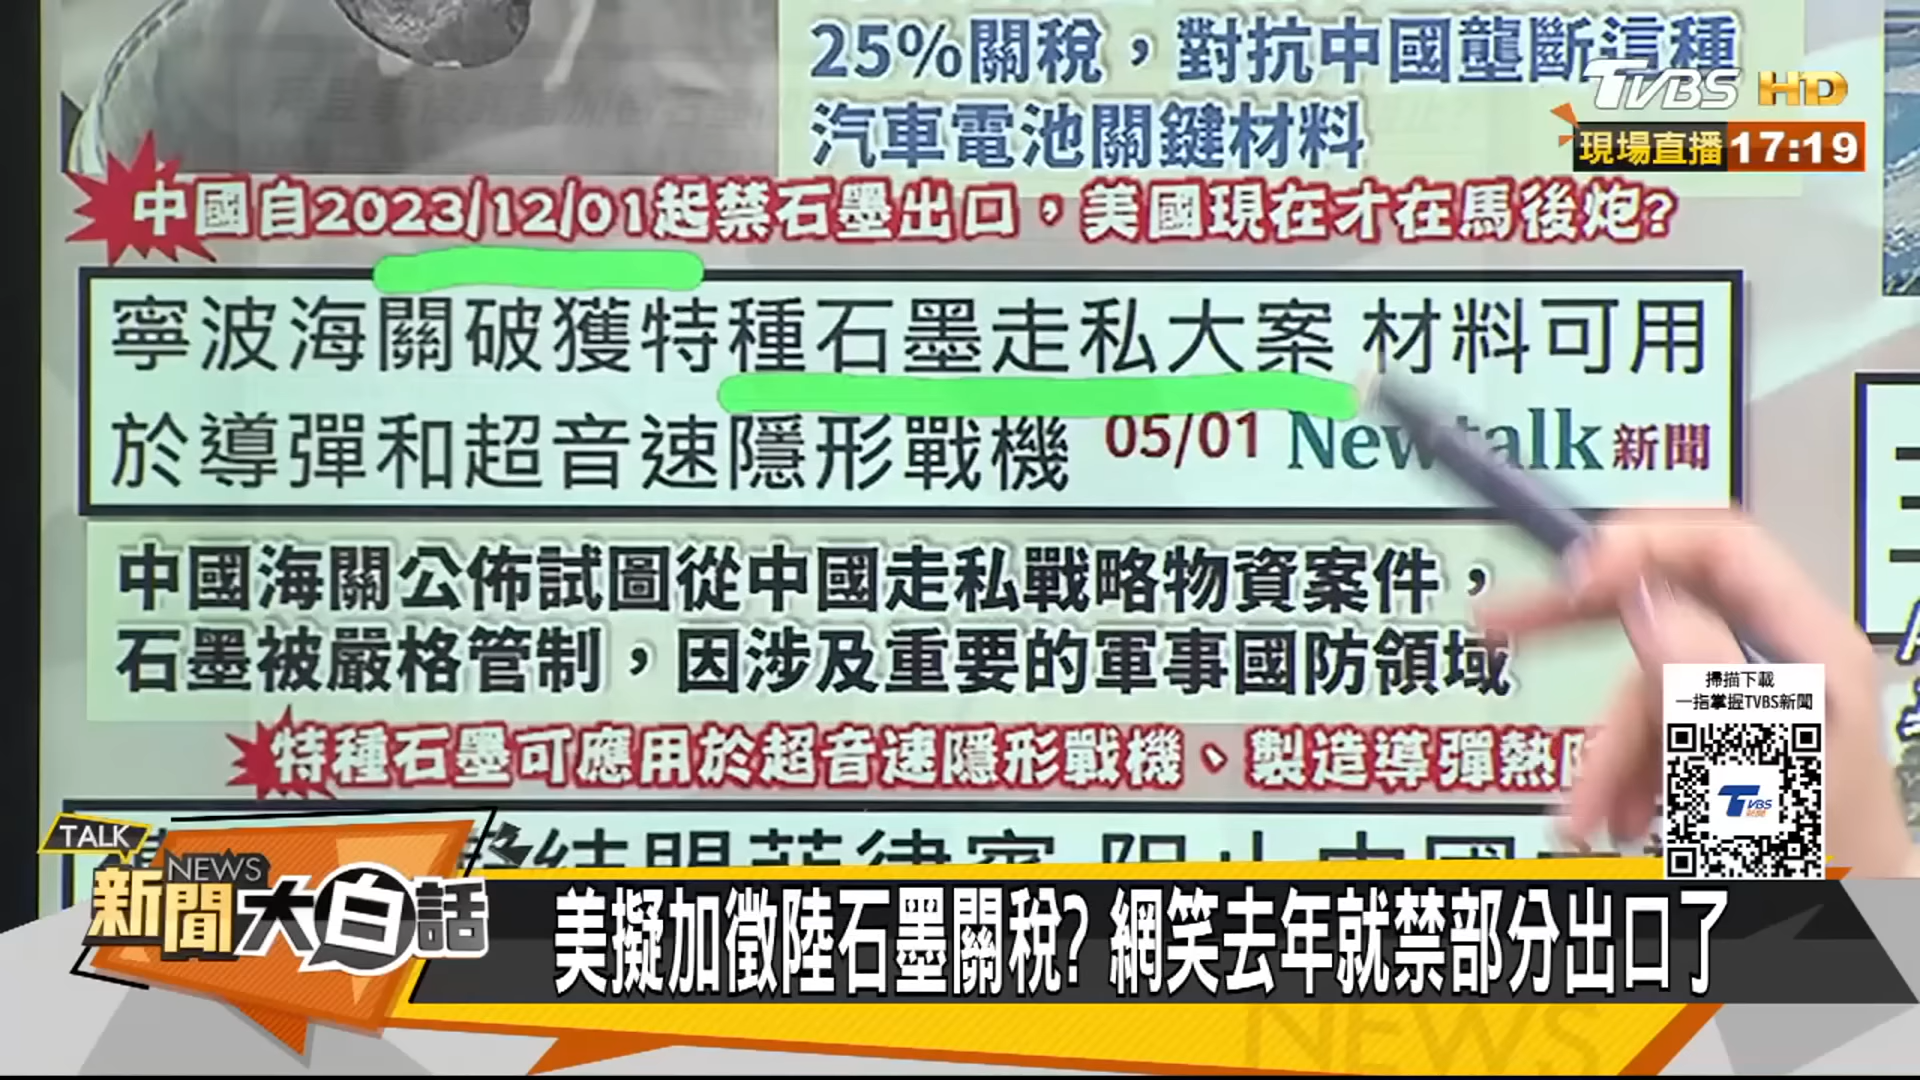 25%關稅，對抗中國壟斷這種
汽車電池關鍵材料
TVBS HD
現場直播 17:19
中國自2023/12/01起禁石墨出口，美國現在才在馬後炮?
寧波海關破獲特種石墨走私大案 材料可用
於導彈和超音速隱形戰機 05/01 Newtalk新聞
中國海關公佈試圖從中國走私戰略物資案件，
石墨被嚴格管制，因涉及重要的軍事國防領域
特種石墨可應用於超音速隱形戰機、製造導彈熱
掃描下載
一指掌握TVBS新聞
TVBS
新聞
TALK
NEWS
新聞大白話
美擬加徵陸石墨關稅? 網笑去年就禁部分出口了
NEWS